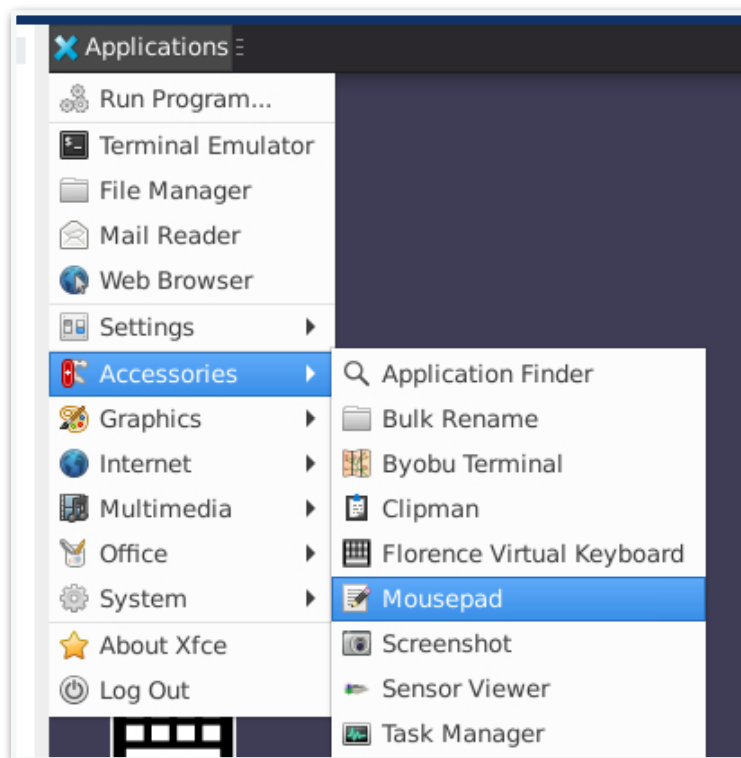 Applications
Run Program...
Terminal Emulator
File Manager
Mail Reader
Web Browser
Settings
Accessories
Graphics
Internet
Multimedia
Office
System
About Xfce
Log Out
Application Finder
Bulk Rename
Byobu Terminal
Clipman
Florence Virtual Keyboard
Mousepad
Screenshot
Sensor Viewer
Task Manager